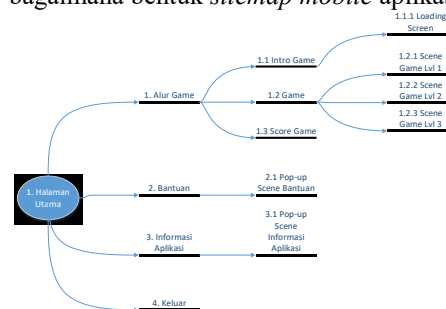 bagaimana bentuk sitemap mobile aplika
1.1.1 Loading
Screen
1.1 Intro Game
1.2.1 Scene
Game Lvl 1
1. Alur Game
1.2 Game
1.2.2 Scene
Game Lvl 2
1.2.3 Scene
Game Lvl 3
1.3 Score Game
1. Halaman
Utama
2. Bantuan
2.1 Pop-up
Scene Bantuan
3. Informasi
Aplikasi
3.1 Pop-up
Scene
Informasi
Aplikasi
4. Keluar